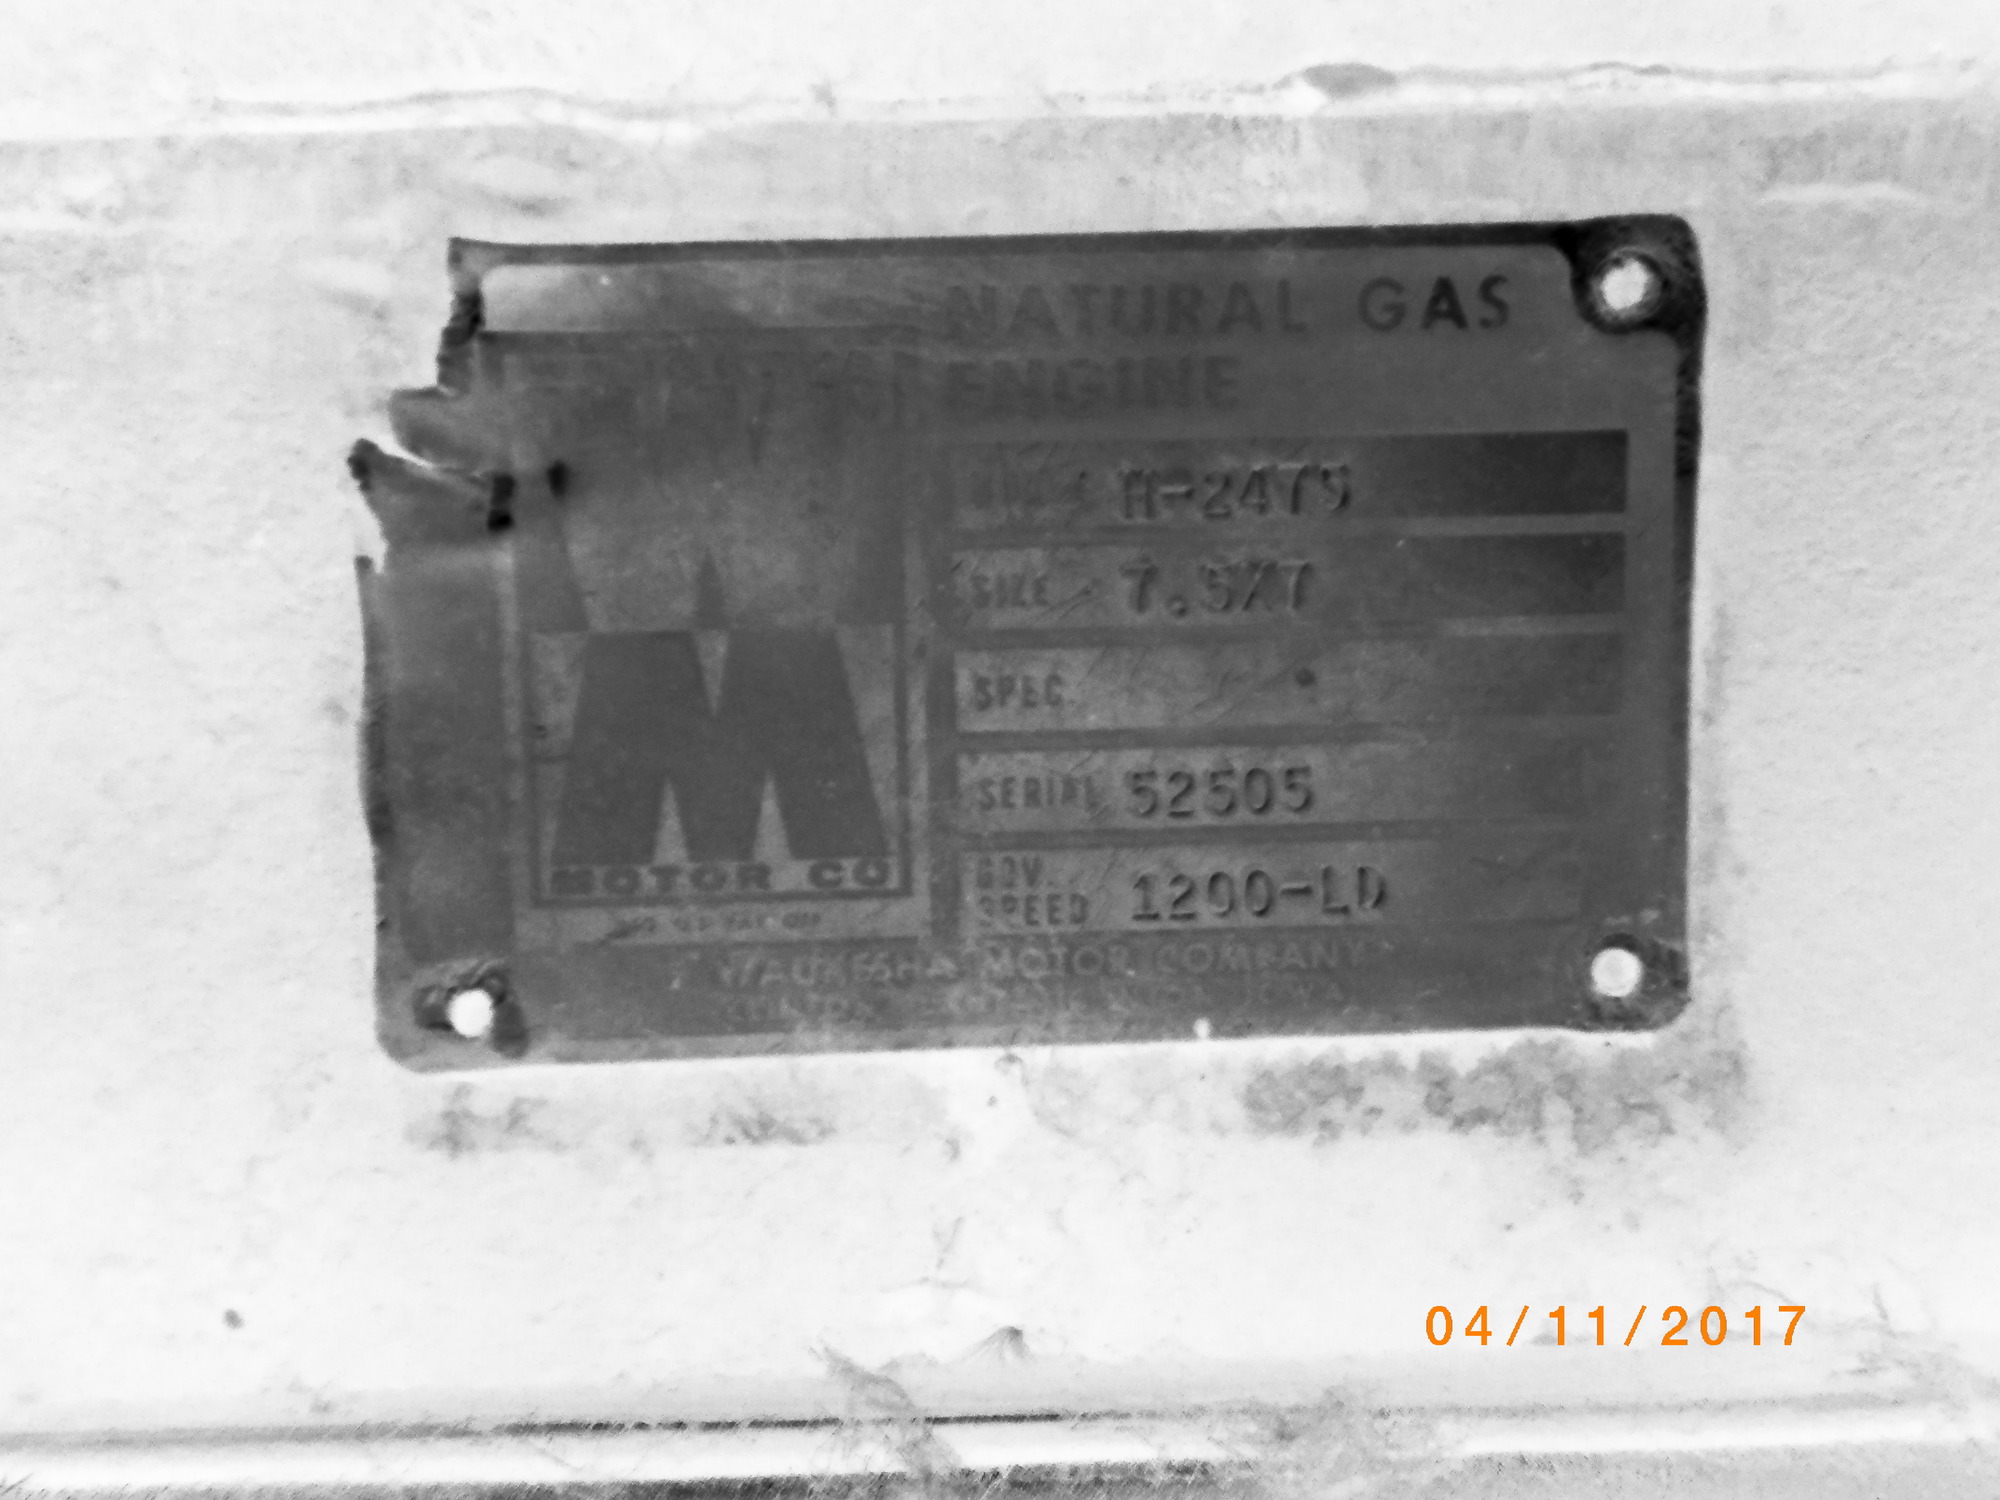 NATURAL GAS
ENGINE
H-2475
SIZE 7.5X7
SPEC.
SERIAL 52505
GOV.
SPEED 1200-LD
MOTOR CO
WAUKESHA MOTOR COMPANY
04/11/2017